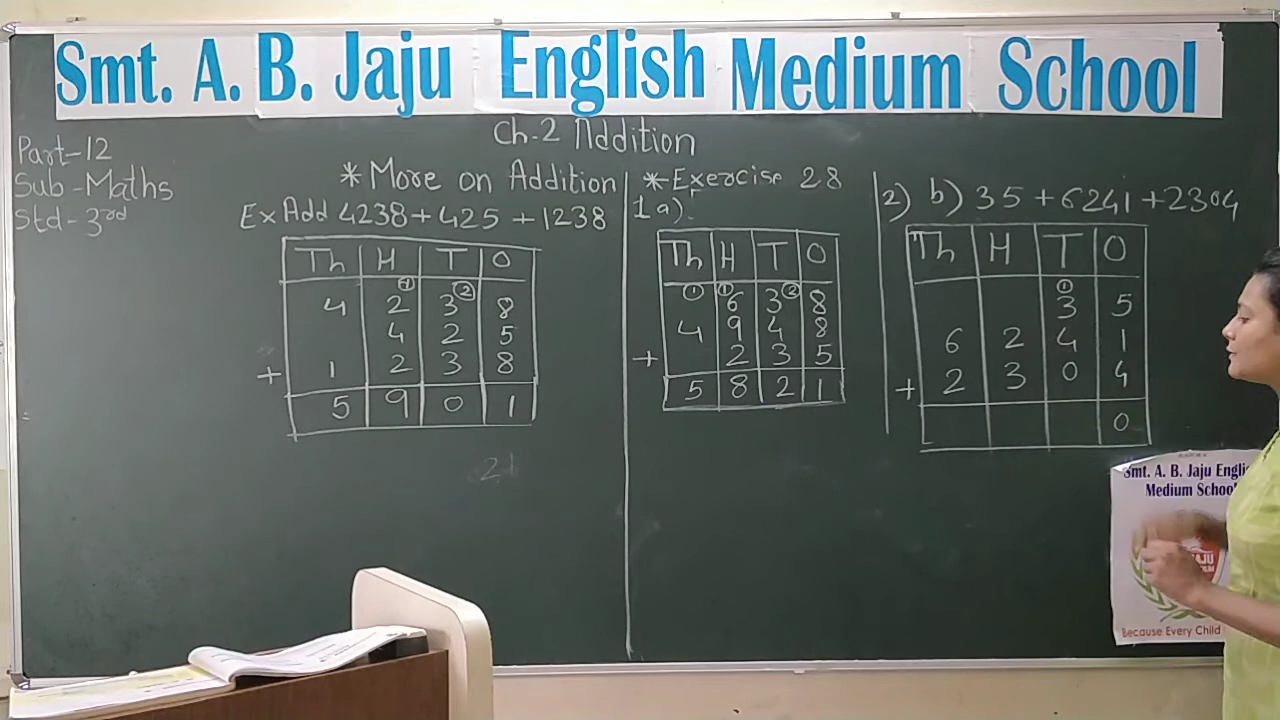 Smt. A. B. Jaju English Medium School
Ch-2 Addition
Part-12
Sub-Maths
Std-3rd
*More on Addition
Ex Add 4238+425+1238
Th H T O
1 2
4 2 3 8
4 2 5
+ 1 2 3 8
5 9 0 1
21
*Exercise 28
1a)
Th H T O
1 1 2
6 3 8
4 9 4 8
+ 2 3 5
5 8 2 1
2) b) 35+6241+2304
Th H T O
1
3 5
6 2 4 1
+ 2 3 0 4
0
Smt. A. B. Jaju
Medium School
JAJU
Because Every Child